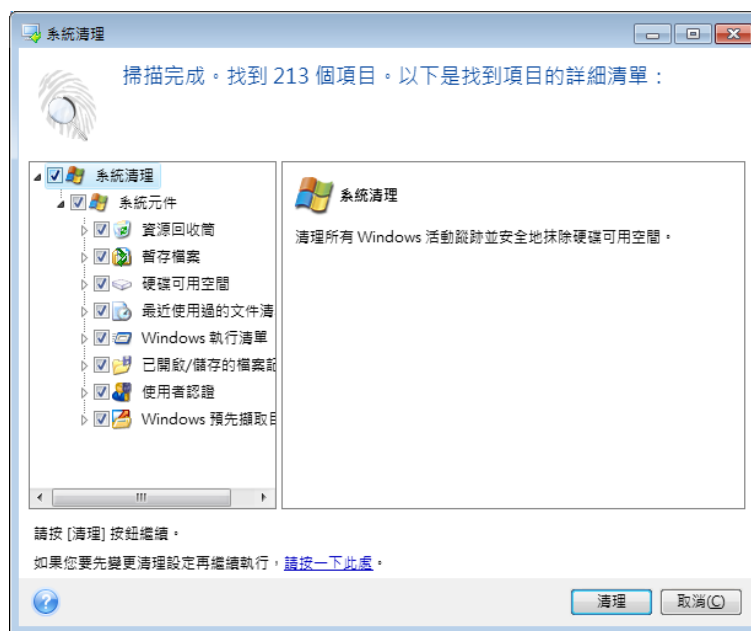 系統清理
掃描完成。找到 213 個項目。以下是找到項目的詳細清單：
系統清理
系統元件
資源回收筒
暫存檔案
硬碟可用空間
最近使用過的文件清
Windows 執行清單
已開啟/儲存的檔案記
使用者認證
Windows 預先擷取目
系統清理
清理所有 Windows 活動蹤跡並安全地抹除硬碟可用空間。
請按 [清理] 按鈕繼續。
如果您要先變更清理設定再繼續執行，請按一下此處。
清理
取消(C)